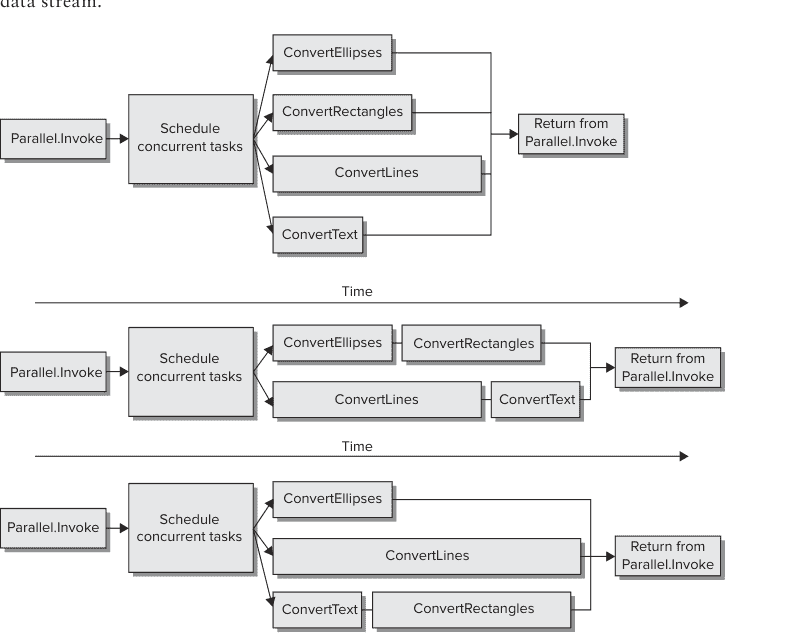 data stream.
ConvertEllipses
Parallel.Invoke
Schedule
concurrent tasks
ConvertRectangles
Return from
Parallel.Invoke
ConvertLines
ConvertText
Time
Parallel.Invoke
Schedule
concurrent tasks
ConvertEllipses
ConvertRectangles
Return from
Parallel.Invoke
ConvertLines
ConvertText
Time
Parallel.Invoke
Schedule
concurrent tasks
ConvertEllipses
ConvertLines
Return from
Parallel.Invoke
ConvertText
ConvertRectangles